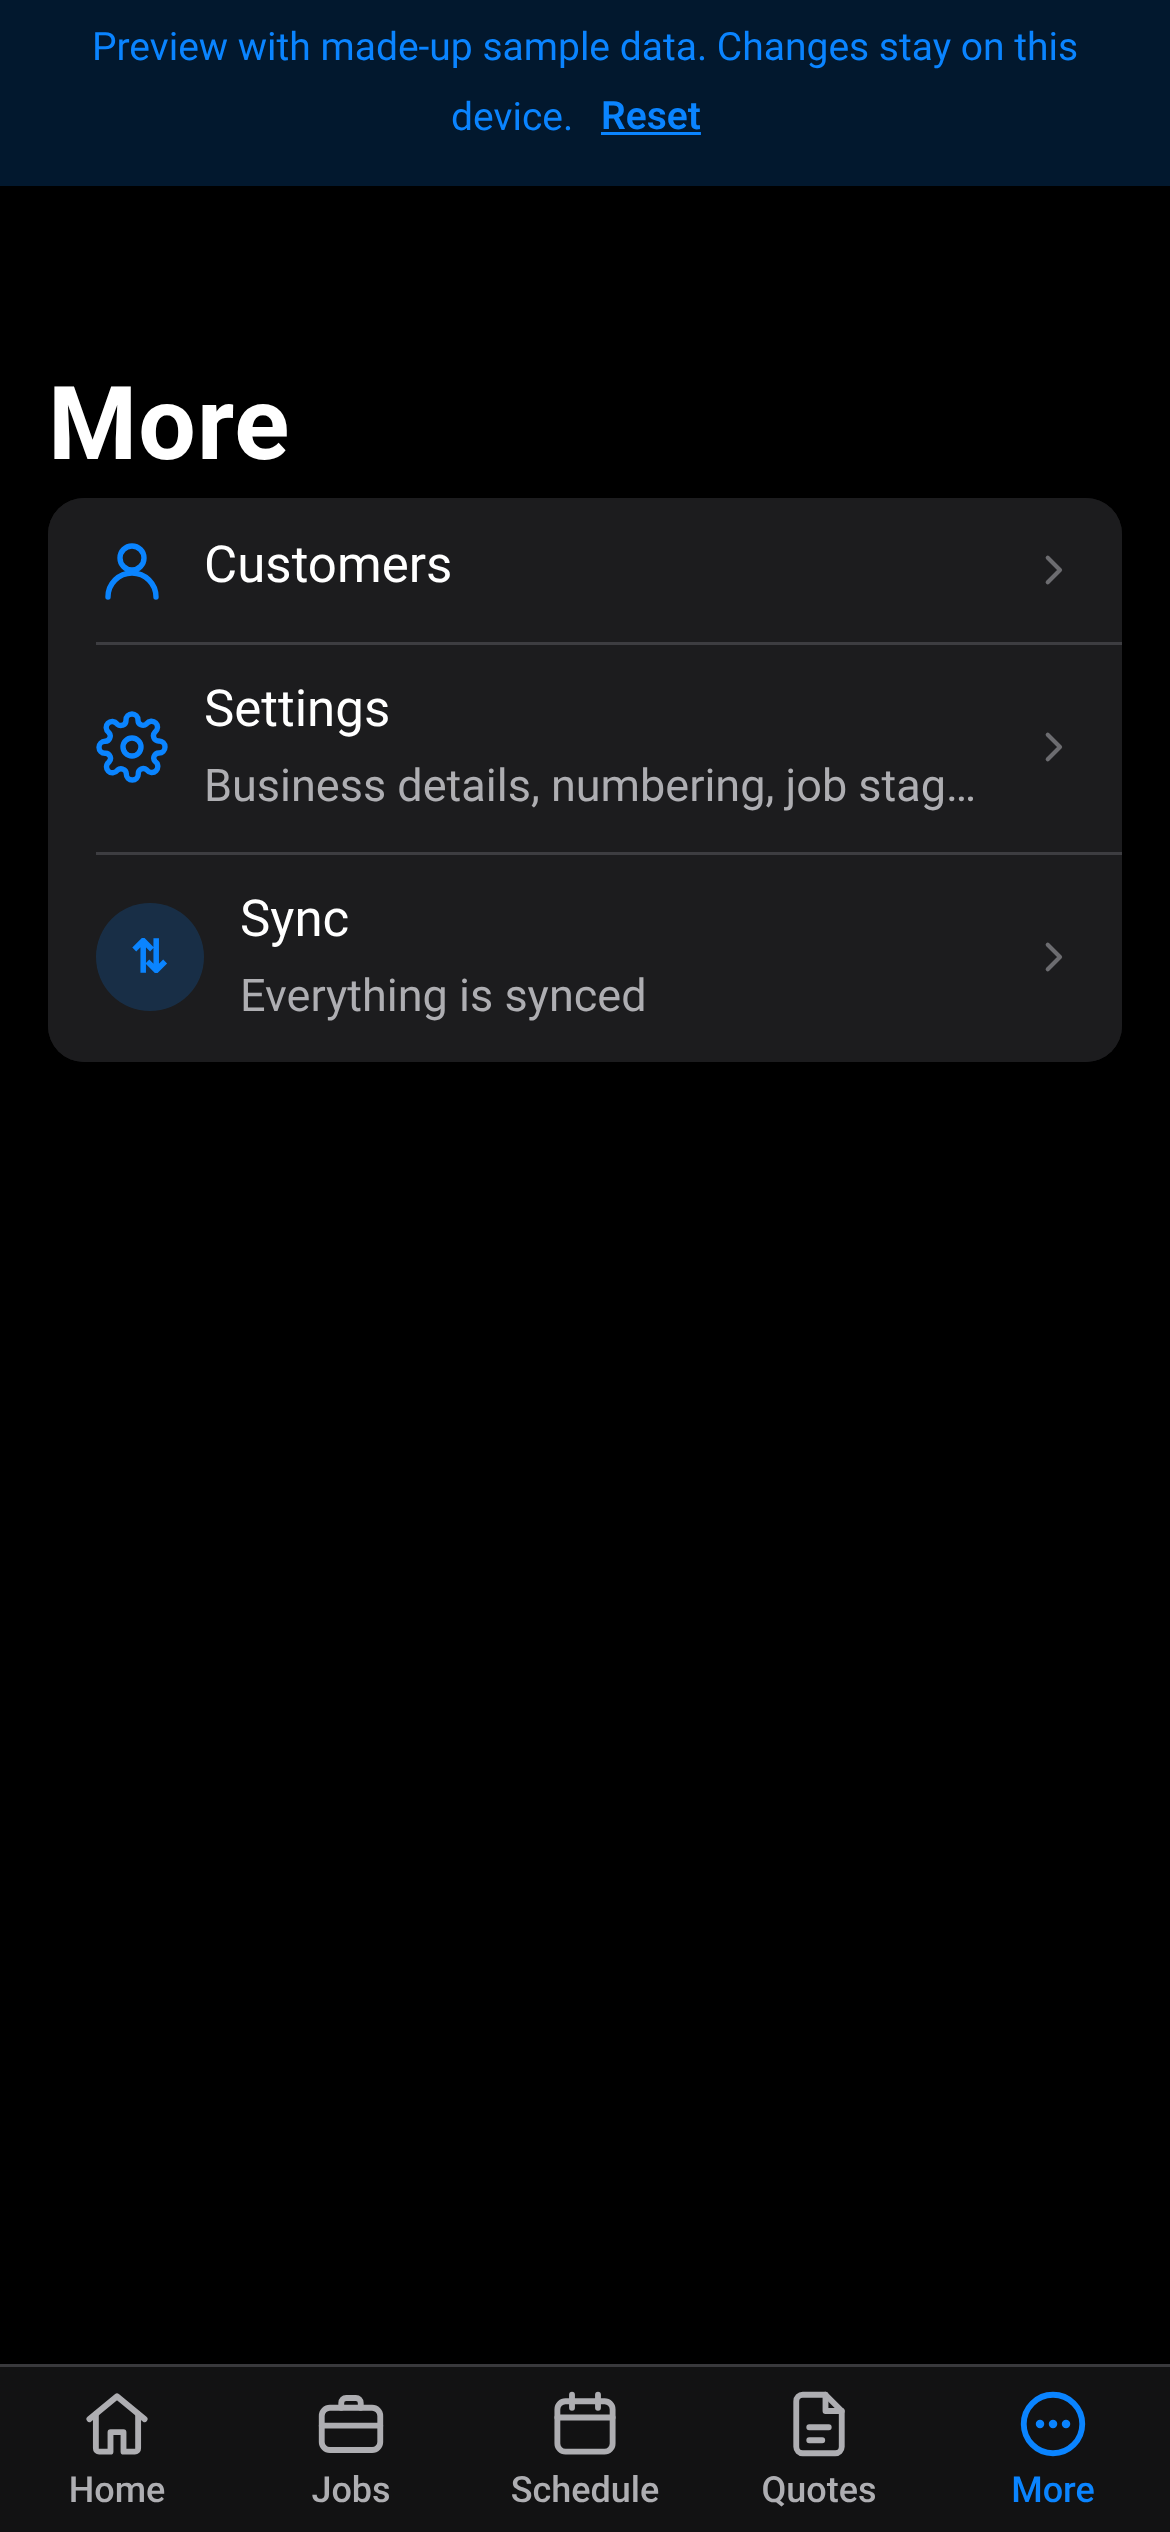 Preview with made-up sample data. Changes stay on this
device. Reset
More
Customers
Settings
Business details, numbering, job stag...
Sync
Everything is synced
Home Jobs Schedule Quotes More